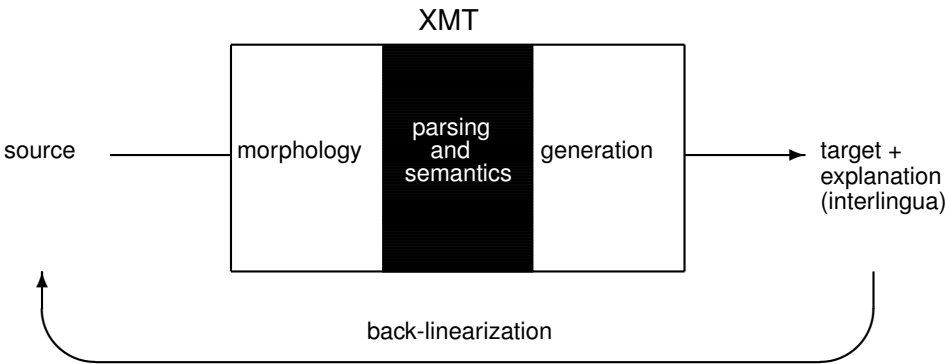 XMT
source
morphology
parsing
and
semantics
generation
target +
explanation
(interlingua)
back-linearization